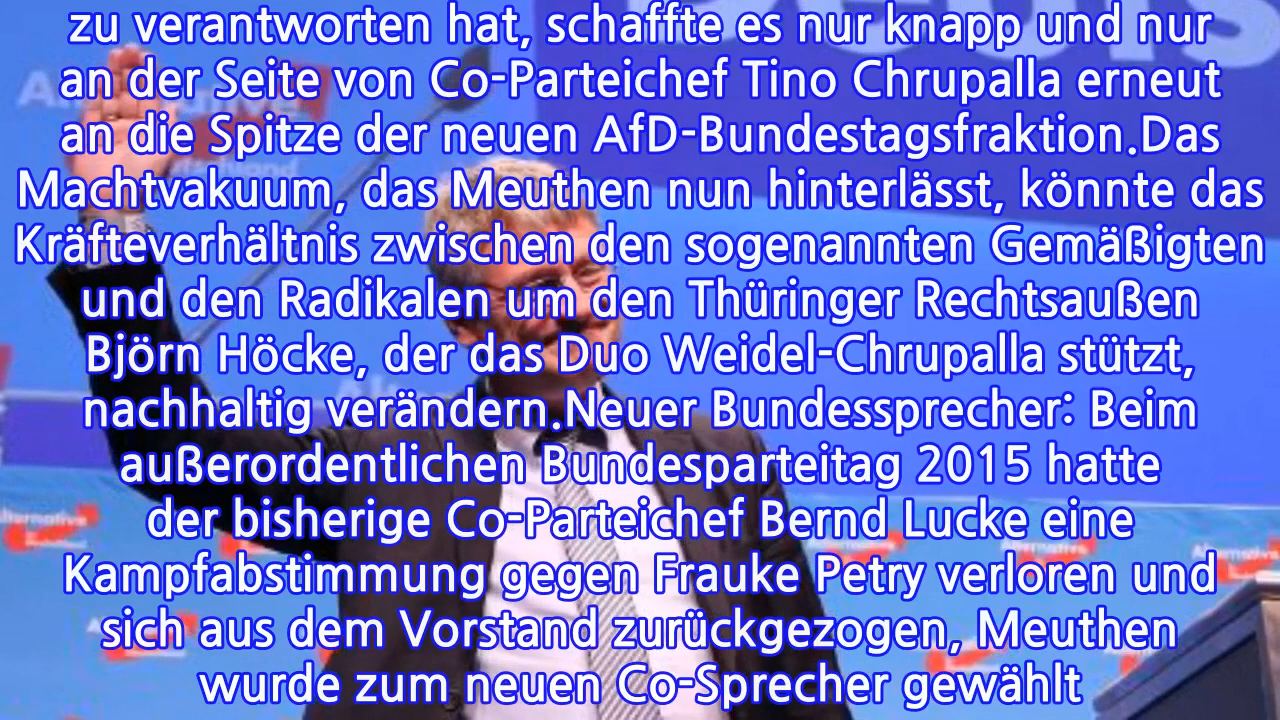 zu verantworten hat, schaffte es nur knapp und nur
an der Seite von Co-Parteichef Tino Chrupalla erneut
an die Spitze der neuen AfD-Bundestagsfraktion.Das
Machtvakuum, das Meuthen nun hinterlässt, könnte das
Kräfteverhältnis zwischen den sogenannten Gemäßigten
und den Radikalen um den Thüringer Rechtsaußen
Björn Höcke, der das Duo Weidel-Chrupalla stützt,
nachhaltig verändern.Neuer Bundessprecher: Beim
außerordentlichen Bundesparteitag 2015 hatte
der bisherige Co-Parteichef Bernd Lucke eine
Kampfabstimmung gegen Frauke Petry verloren und
sich aus dem Vorstand zurückgezogen, Meuthen
wurde zum neuen Co-Sprecher gewählt